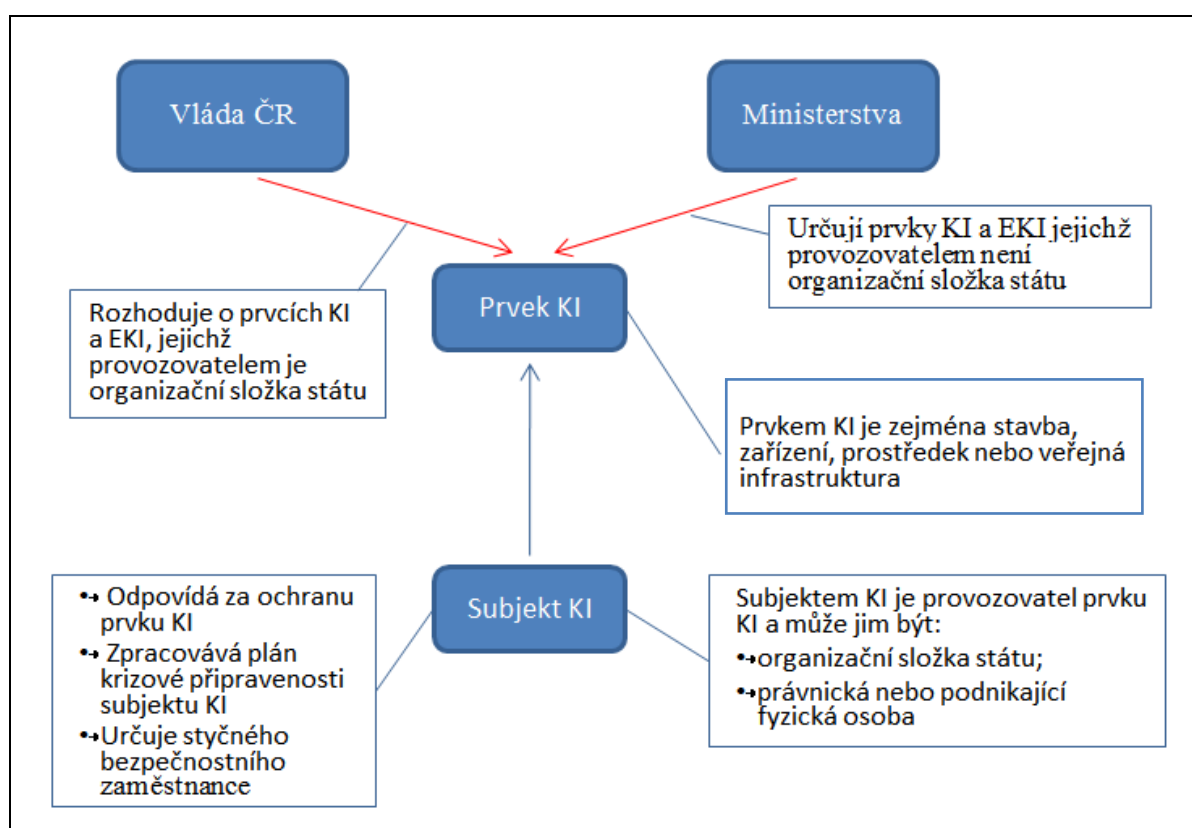 Vláda ČR
Ministerstva
Určují prvky KI a EKI jejichž
provozovatelem není
organizační složka státu
Rozhoduje o prvcích KI
a EKI, jejichž
provozovatelem je
organizační složka státu
Prvek KI
Prvkem KI je zejména stavba,
zařízení, prostředek nebo veřejná
infrastruktura
Subjekt KI
Odpovídá za ochranu
prvku KI
Zpracovává plán
krizové připravenosti
subjektu KI
Určuje styčného
bezpečnostního
zaměstnance
Subjektem KI je provozovatel prvku
KI a může jim být:
organizační složka státu;
právnická nebo podnikající
fyzická osoba